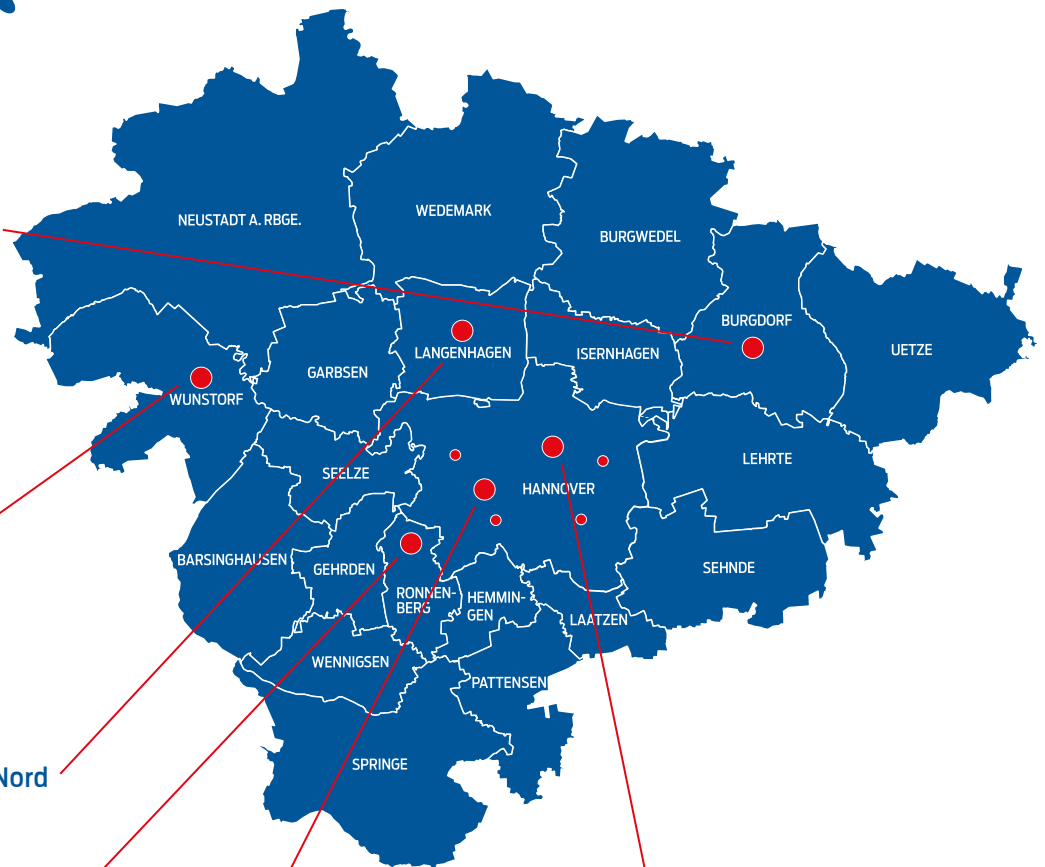 NEUSTADT A. RBGE.
WEDEMARK
BURGWEDEL
BURGDORF
UETZE
LANGENHAGEN
ISERNHAGEN
GARBSEN
WUNSTORF
LEHRTE
SEELZE
HANNOVER
BARSINGHAUSEN
GEHRDEN
SEHNDE
RONNEN-
BERG
HEMMIN-
GEN
LAATZEN
WENNIGSEN
PATTENSEN
SPRINGE
Nord